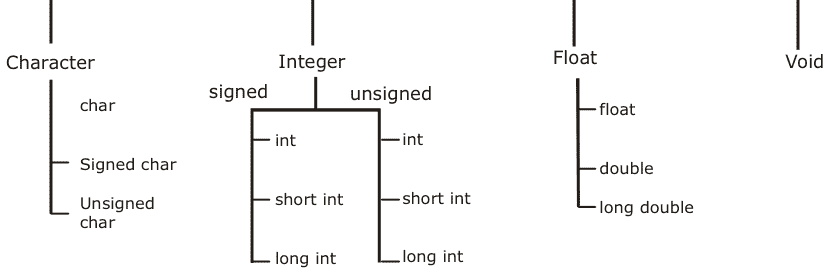 Character
char
Signed char
Unsigned
char
Integer
signed
int
short int
long int
unsigned
int
short int
long int
Float
float
double
long double
Void